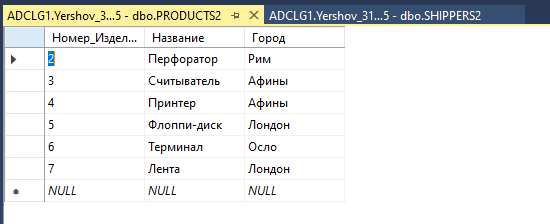 ADCLG1.Yershov_3...5 - dbo.PRODUCTS2 ADCLG1.Yershov_31...5 - dbo.SHIPPERS2
Номер_Издел... Название Город
2 Перфоратор Рим
3 Считыватель Афины
4 Принтер Афины
5 Флоппи-диск Лондон
6 Терминал Осло
7 Лента Лондон
NULL NULL NULL